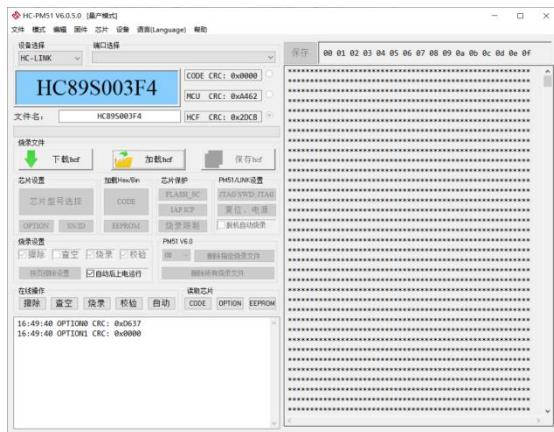 HC-PM51 V6.0.5.0 [量产模式]
文件 模式 编辑 固件 芯片 设备 语言(Language) 帮助
设备选择 端口选择
HC-LINK
保存 00 01 02 03 04 05 06 07 08 09 0a 0b 0c 0d 0e 0f
HC89S003F4
CODE CRC: 0x0000
MCU CRC: 0xA462
文件名: HC89S003F4 HCF CRC: 0x2DCB
烧录文件
下载hcf 加载hcf 保存hcf
芯片设置 加载Hex/Bin 芯片保护 PM51/LINK设置
芯片型号选择 CODE FLASH_SC JTAG/SWD/JTAG
IAP ICP 复位、电源
OPTION SN/ID EEPROM 烧录限制 脱机自动烧录
烧录设置 PM51 V6.0
擦除 查空 烧录 校验 00 删除指定烧录文件
按页擦除设置 自动后上电运行 删除所有烧录文件
在线操作 读取芯片
擦除 查空 烧录 校验 自动 CODE OPTION EEPROM
16:49:40 OPTION0 CRC: 0xD637
16:49:40 OPTION1 CRC: 0x0000